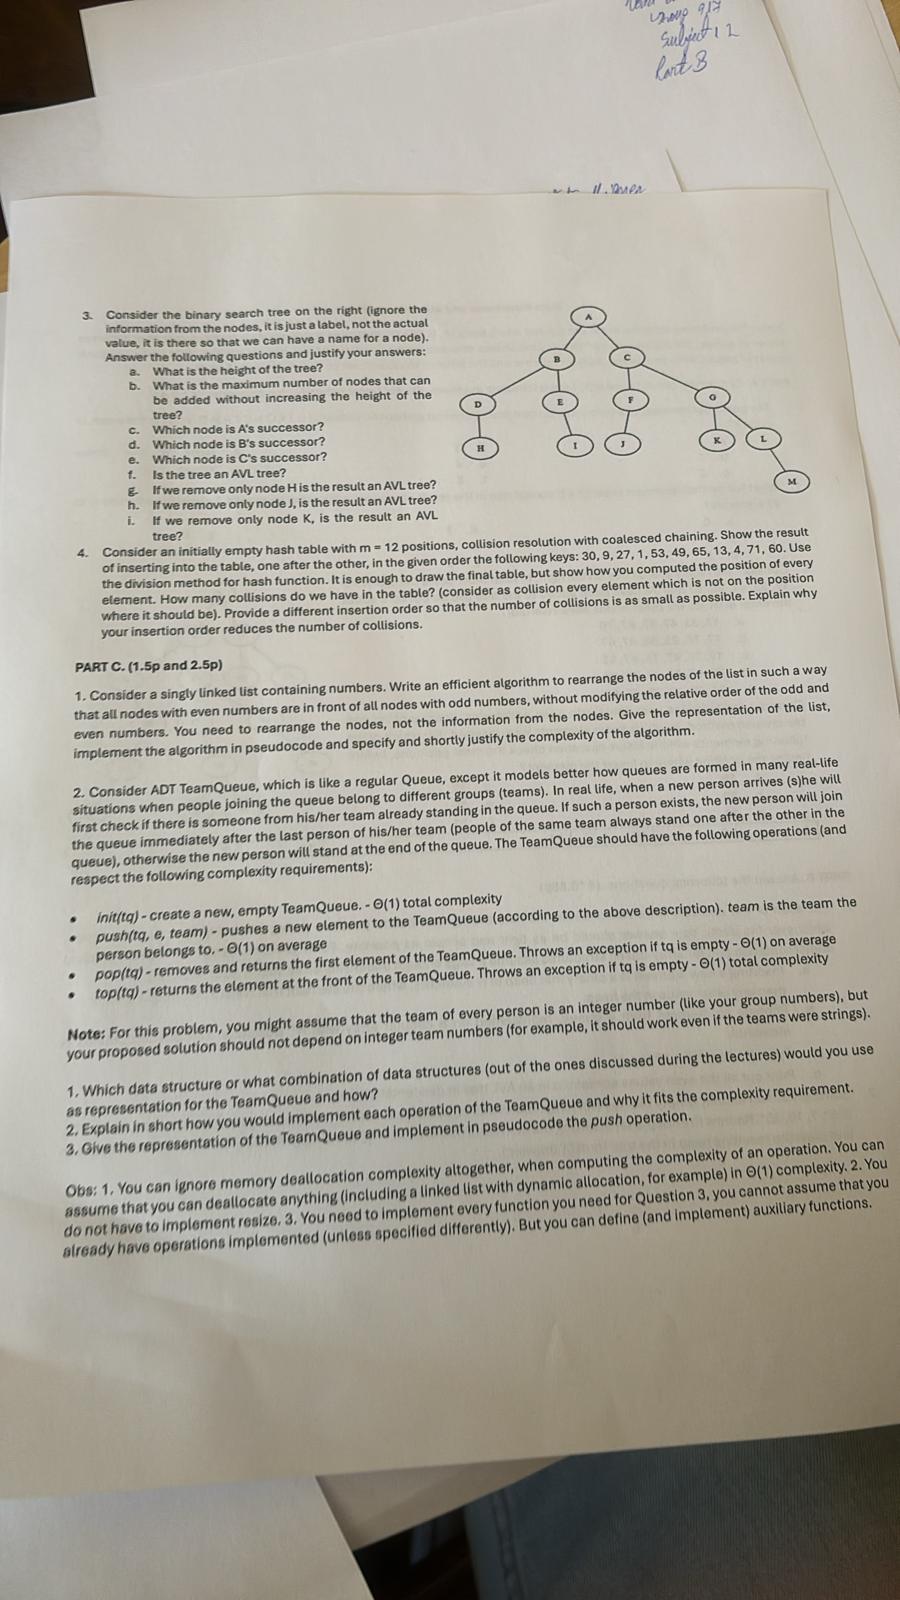 Group 917
Subject 12
Part B
3. Consider the binary search tree on the right (ignore the
information from the nodes, it is just a label, not the actual
value, it is there so that we can have a name for a node).
Answer the following questions and justify your answers:
a. What is the height of the tree?
b. What is the maximum number of nodes that can
be added without increasing the height of the
tree?
c. Which node is A's successor?
d. Which node is B's successor?
e. Which node is C's successor?
f. Is the tree an AVL tree?
g. If we remove only node H is the result an AVL tree?
h. If we remove only node J, is the result an AVL tree?
i. If we remove only node K, is the result an AVL
tree?
A
B C
D E F G
H I J K L
M
4. Consider an initially empty hash table with m = 12 positions, collision resolution with coalesced chaining. Show the result
of inserting into the table, one after the other, in the given order the following keys: 30, 9, 27, 1, 53, 49, 65, 13, 4, 71, 60. Use
the division method for hash function. It is enough to draw the final table, but show how you computed the position of every
element. How many collisions do we have in the table? (consider as collision every element which is not on the position
where it should be). Provide a different insertion order so that the number of collisions is as small as possible. Explain why
your insertion order reduces the number of collisions.
PART C. (1.5p and 2.5p)
1. Consider a singly linked list containing numbers. Write an efficient algorithm to rearrange the nodes of the list in such a way
that all nodes with even numbers are in front of all nodes with odd numbers, without modifying the relative order of the odd and
even numbers. You need to rearrange the nodes, not the information from the nodes. Give the representation of the list,
implement the algorithm in pseudocode and specify and shortly justify the complexity of the algorithm.
2. Consider ADT TeamQueue, which is like a regular Queue, except it models better how queues are formed in many real-life
situations when people joining the queue belong to different groups (teams). In real life, when a new person arrives (s)he will
first check if there is someone from his/her team already standing in the queue. If such a person exists, the new person will join
the queue immediately after the last person of his/her team (people of the same team always stand one after the other in the
queue), otherwise the new person will stand at the end of the queue. The TeamQueue should have the following operations (and
respect the following complexity requirements):
• init(tq) - create a new, empty TeamQueue. - Θ(1) total complexity
• push(tq, e, team) - pushes a new element to the TeamQueue (according to the above description). team is the team the
person belongs to. - Θ(1) on average
• pop(tq) - removes and returns the first element of the TeamQueue. Throws an exception if tq is empty - Θ(1) on average
• top(tq) - returns the element at the front of the TeamQueue. Throws an exception if tq is empty - Θ(1) total complexity
Note: For this problem, you might assume that the team of every person is an integer number (like your group numbers), but
your proposed solution should not depend on integer team numbers (for example, it should work even if the teams were strings).
1. Which data structure or what combination of data structures (out of the ones discussed during the lectures) would you use
as representation for the TeamQueue and how?
2. Explain in short how you would implement each operation of the TeamQueue and why it fits the complexity requirement.
3. Give the representation of the TeamQueue and implement in pseudocode the push operation.
Obs: 1. You can ignore memory deallocation complexity altogether, when computing the complexity of an operation. You can
assume that you can deallocate anything (including a linked list with dynamic allocation, for example) in Θ(1) complexity. 2. You
do not have to implement resize. 3. You need to implement every function you need for Question 3, you cannot assume that you
already have operations implemented (unless specified differently). But you can define (and implement) auxiliary functions.